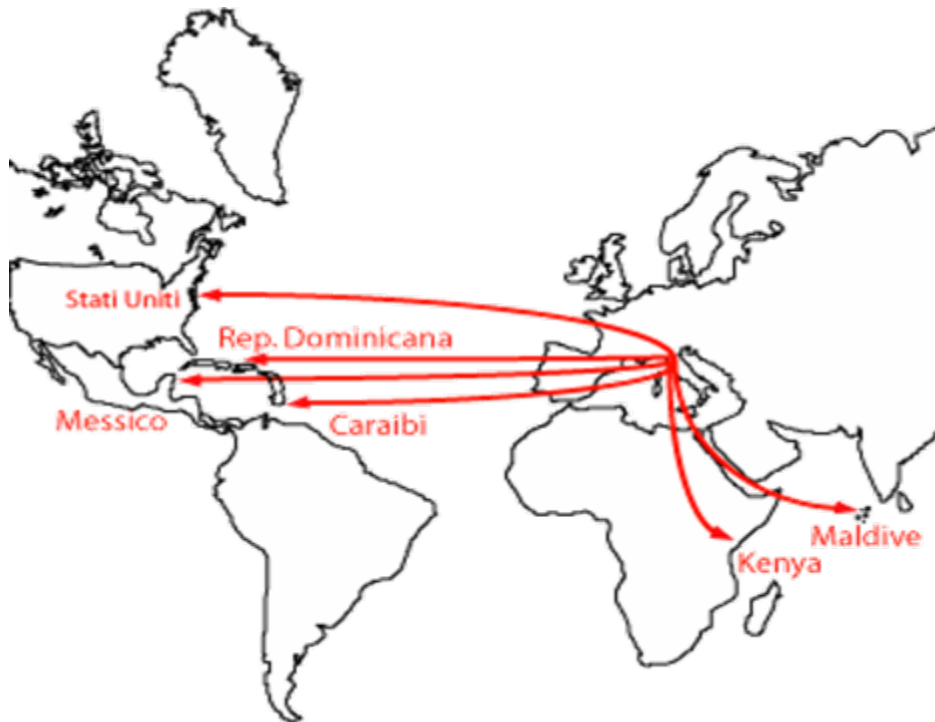 Stati Uniti
Rep. Dominicana
Messico
Caraibi
Maldive
Kenya